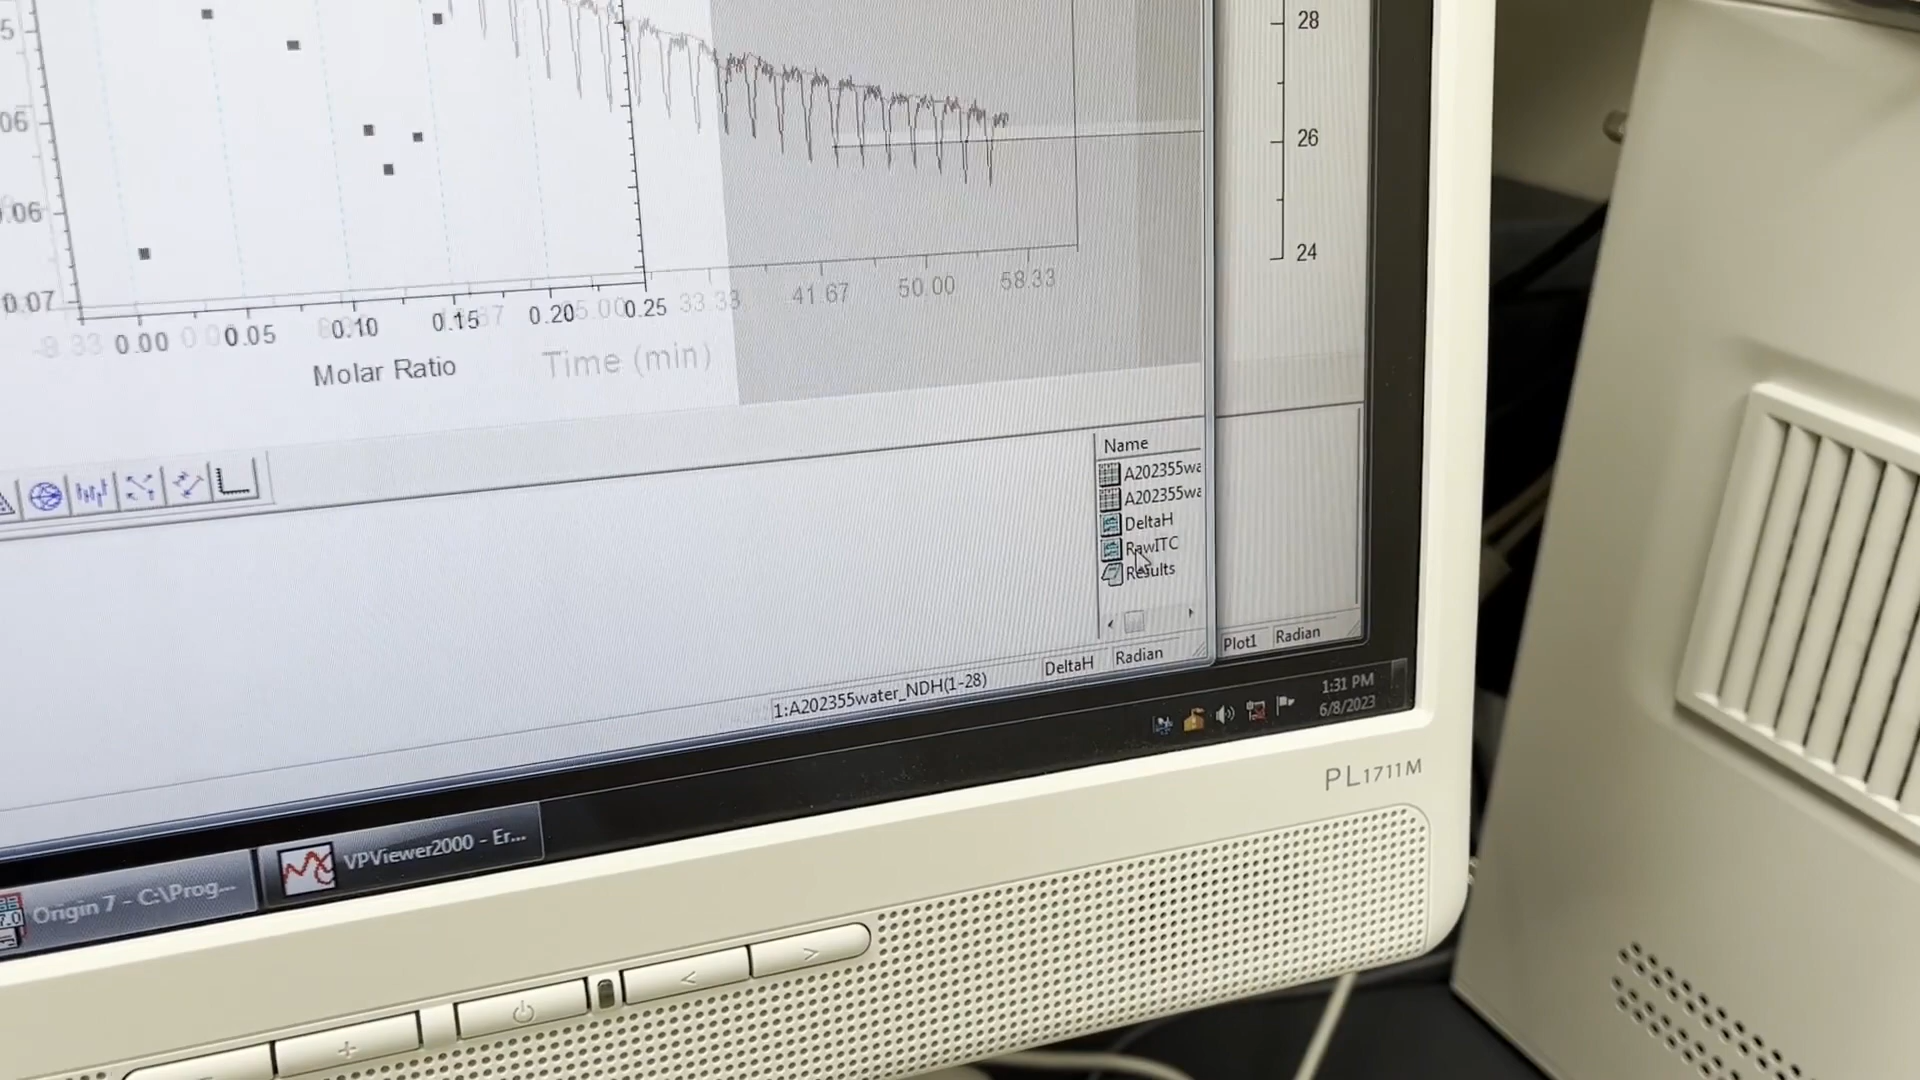 28
26
24
06
0.06
0.07
-8.33 0.00 0.05 0.10 0.15 0.20 0.25 33.33 41.67 50.00 58.33
Molar Ratio Time (min)
Name
A202355wa
A202355wa
DeltaH
RawITC
Results
Plot1 Radian
DeltaH Radian
1:A202355water_NDH(1-28)
1:31 PM
6/8/2023
PL1711M
VPViewer2000 - Er...
Origin 7 - C:\Prog...